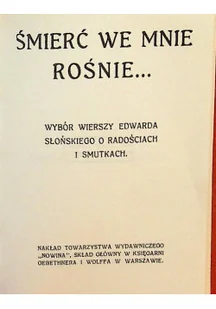 ŚMIERĆ WE MNIE
ROŚNIE...
WYBÓR WIERSZY EDWARDA
SŁOŃSKIEGO O RADOŚCIACH
I SMUTKACH.
NAKŁAD TOWARZYSTWA WYDAWNICZEGO
„NOWINA", SKŁAD GŁÓWNY W KSIĘGARNI
GEBETHNERA I WOLFFA W WARSZAWIE.